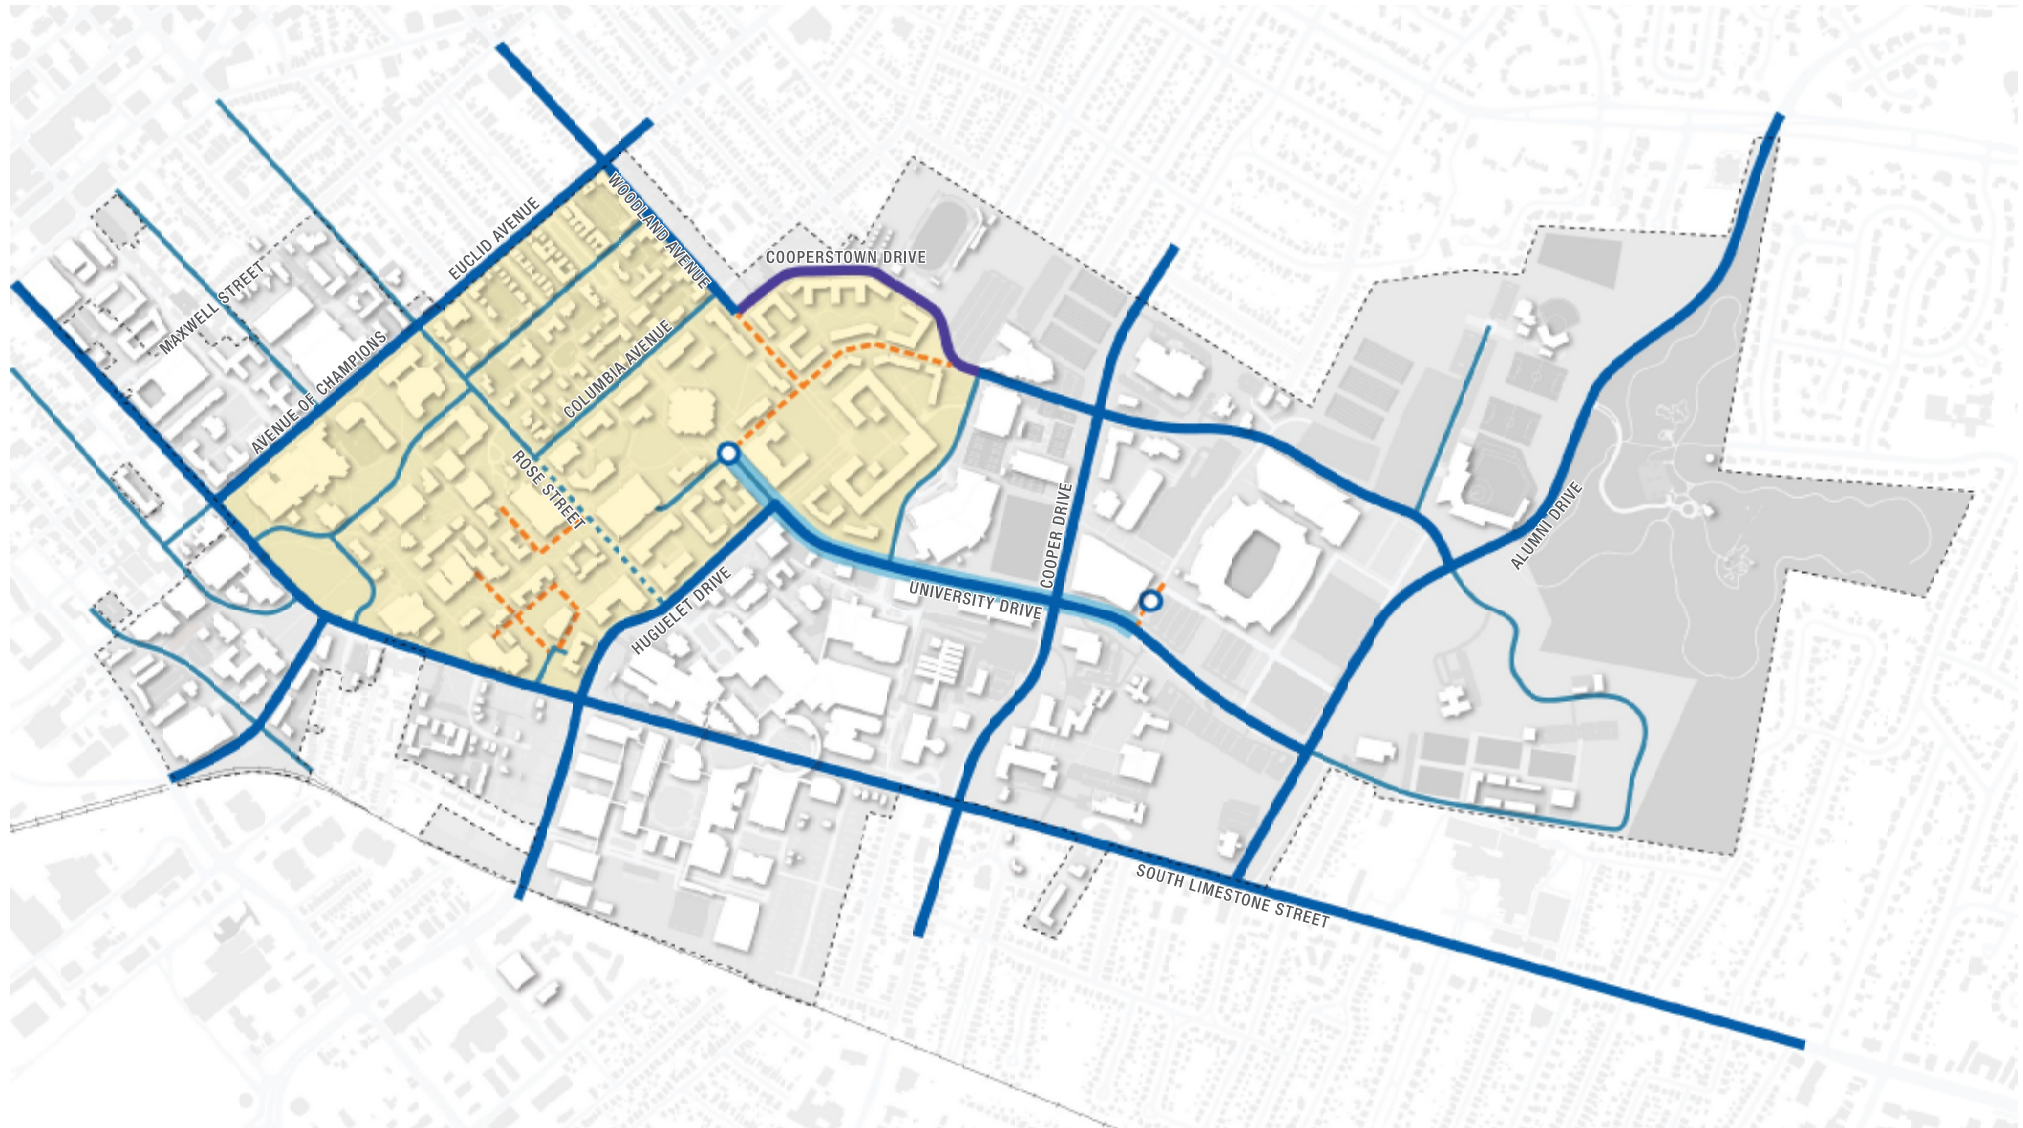 WOODLAND AVENUE
EUCLID AVENUE
COOPERSTOWN DRIVE
MAXWELL STREET
AVENUE OF CHAMPIONS
COLUMBIA AVENUE
ROSE STREET
COOPER DRIVE
ALUMNI DRIVE
HUGUELET DRIVE
UNIVERSITY DRIVE
SOUTH LIMESTONE STREET